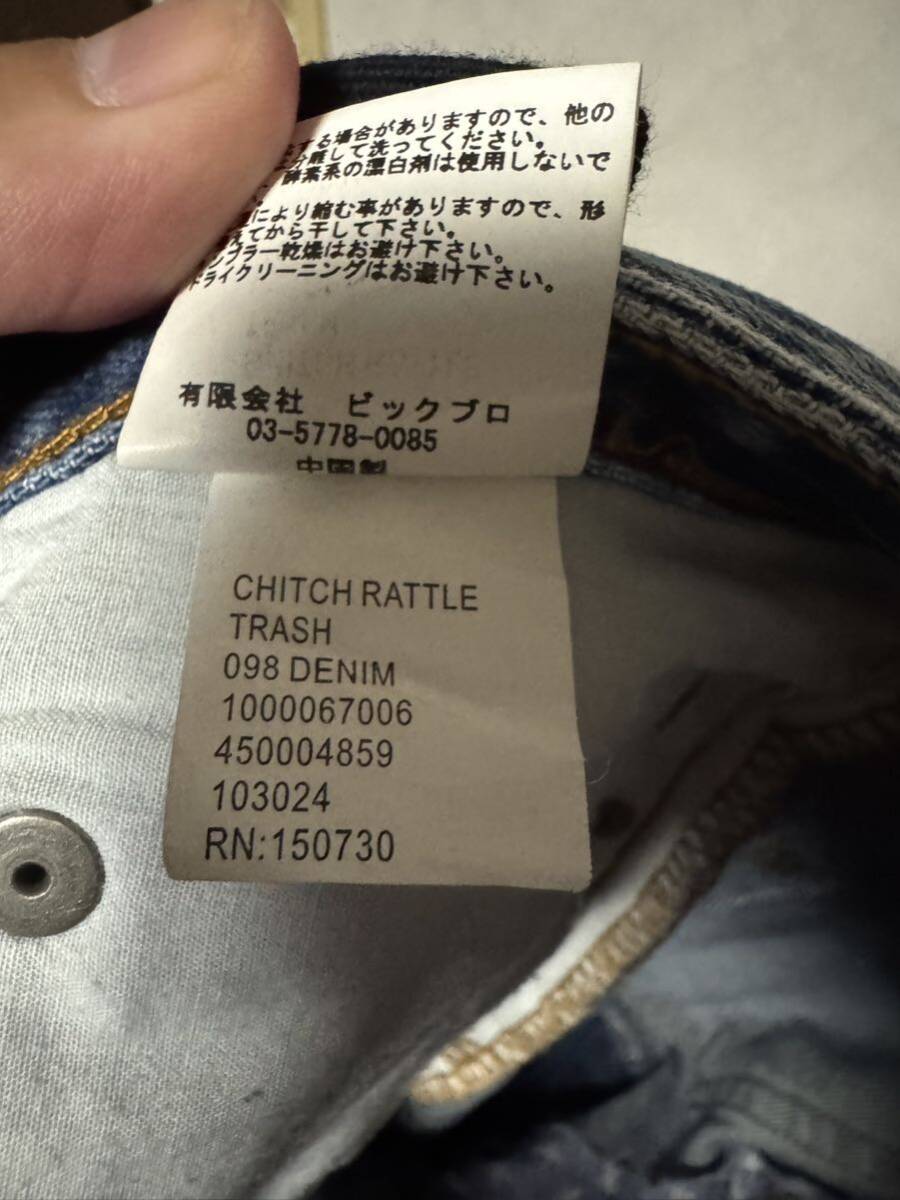 する場合がありますので、他の
分離して洗ってください。
酵素系の漂白剤は使用しないで
により縮む事がありますので、形
えてから干して下さい。
ンブラー乾燥はお避け下さい。
ドライクリーニングはお避け下さい。
有限会社 ビックブロ
03-5778-0085
中国製
CHITCH RATTLE
TRASH
098 DENIM
1000067006
450004859
103024
RN:150730